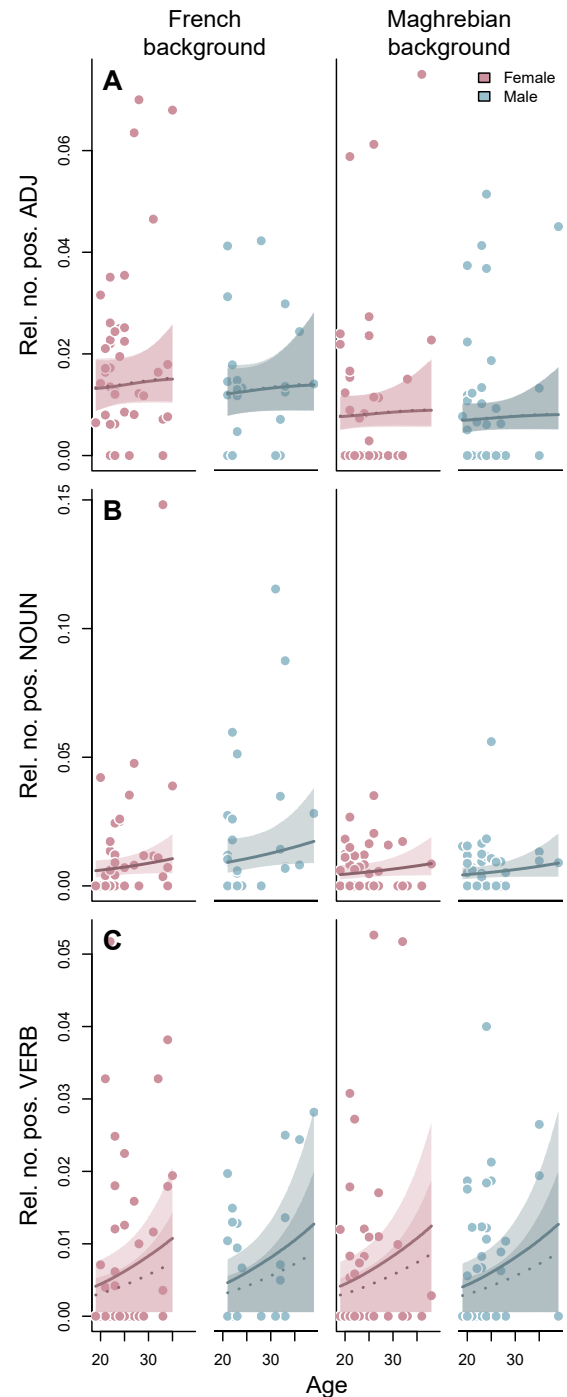 French
background
Maghrebian
background
A
Female
Male
Rel. no. pos. ADJ
0.06
0.04
0.02
0.00
B
Rel. no. pos. NOUN
0.15
0.10
0.05
0.00
C
Rel. no. pos. VERB
0.05
0.04
0.03
0.02
0.01
0.00
20 30 20 30 20 30 20 30
Age